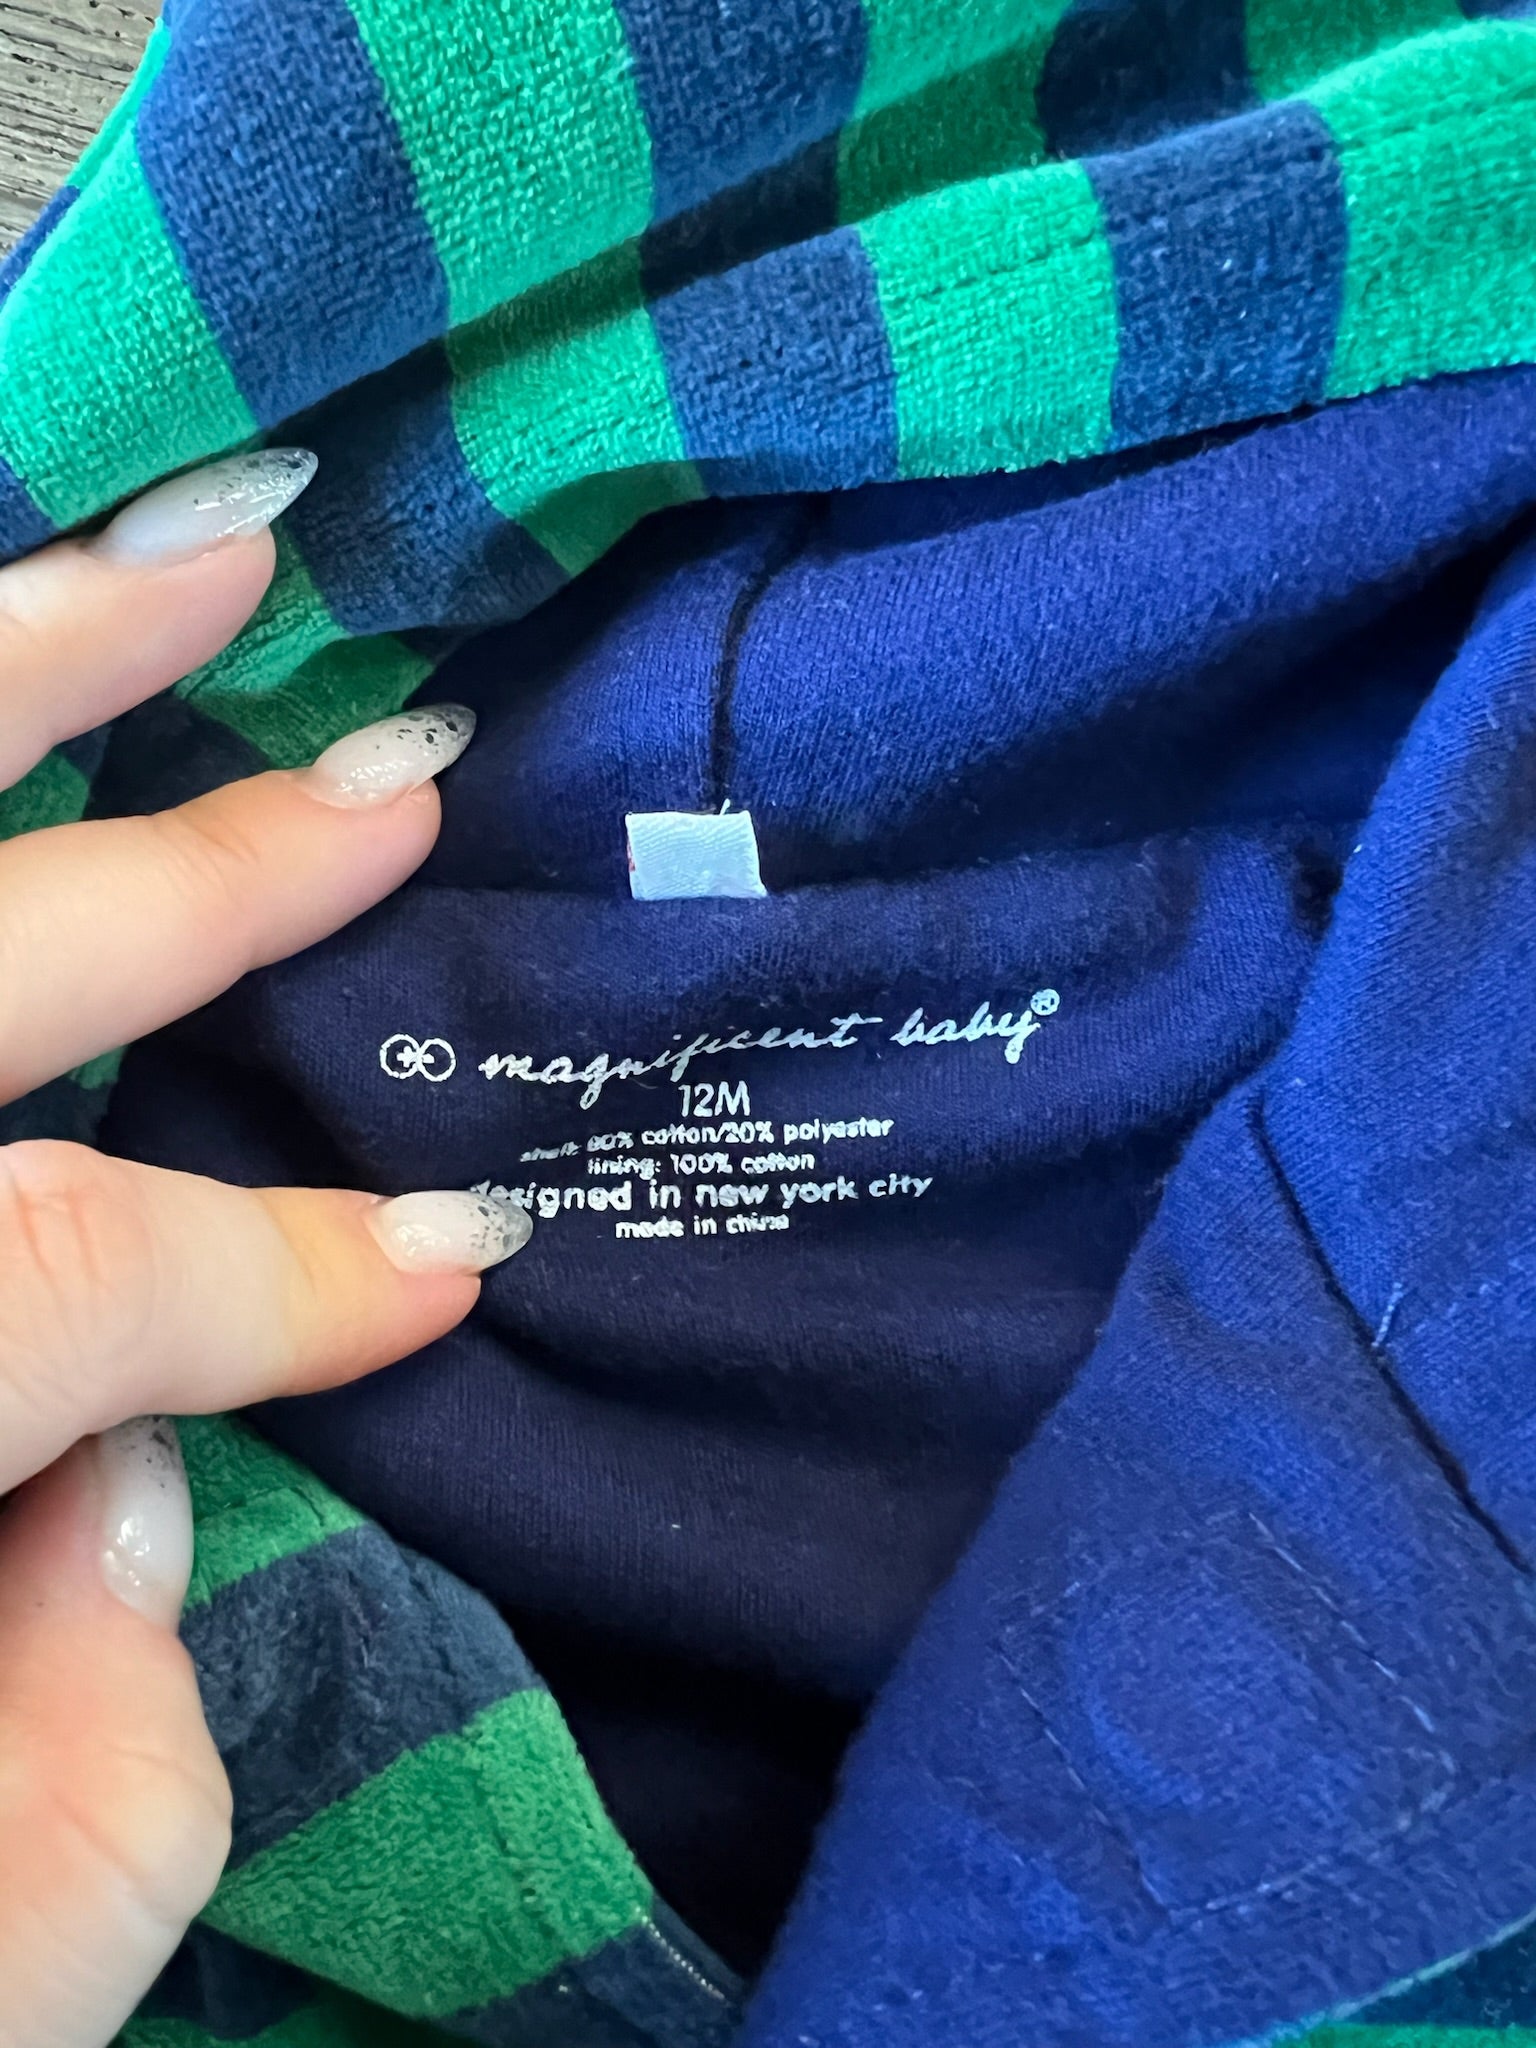 magnificent baby®
12M
shell: 80% cotton/20% polyester
lining: 100% cotton
designed in new york city
made in china